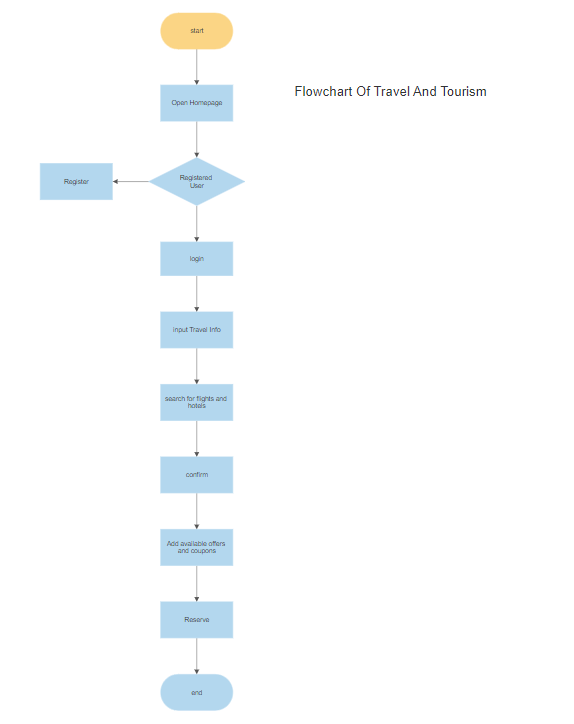 start
Flowchart Of Travel And Tourism
Open Homepage
Registered
User
Register
login
input Travel Info
search for flights and
hotels
confirm
Add available offers
and coupons
Reserve
end